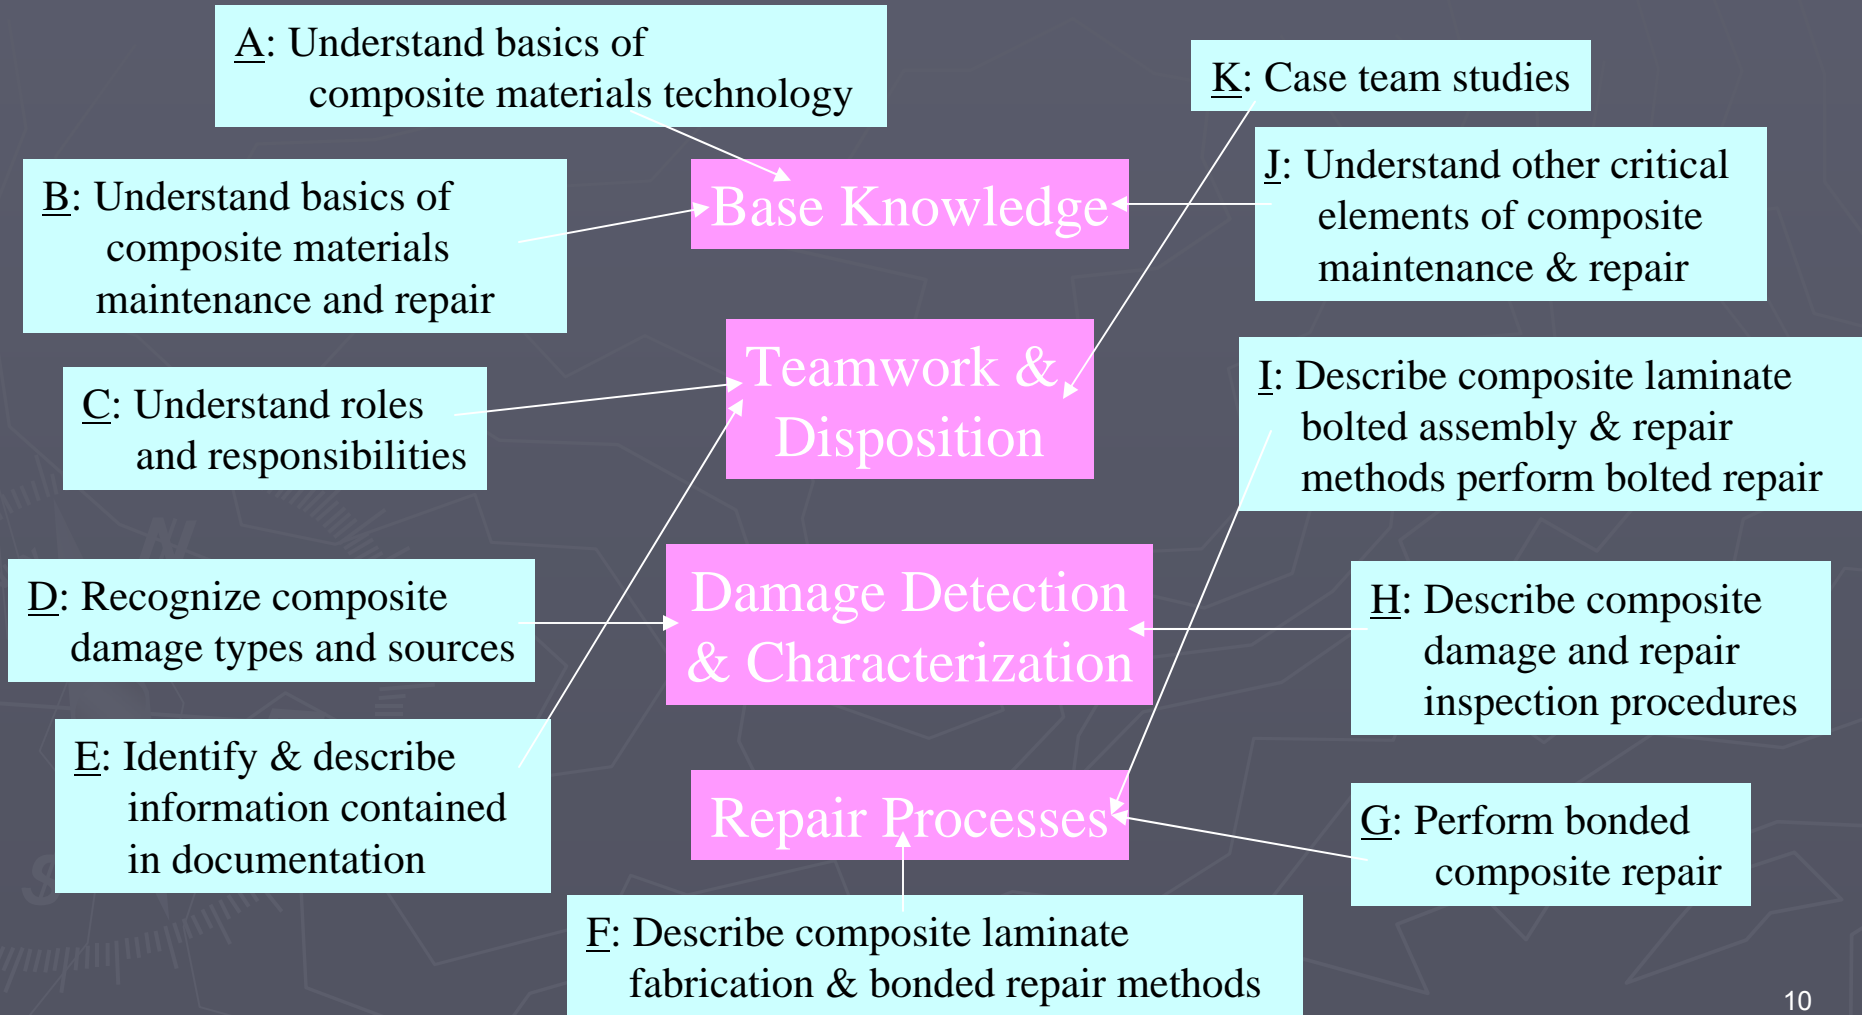 A: Understand basics of
composite materials technology
K: Case team studies
B: Understand basics of
composite materials
maintenance and repair
Base Knowledge
J: Understand other critical
elements of composite
maintenance & repair
C: Understand roles
and responsibilities
Teamwork &
Disposition
I: Describe composite laminate
bolted assembly & repair
methods perform bolted repair
D: Recognize composite
damage types and sources
Damage Detection
& Characterization
H: Describe composite
damage and repair
inspection procedures
E: Identify & describe
information contained
in documentation
Repair Processes
G: Perform bonded
composite repair
F: Describe composite laminate
fabrication & bonded repair methods
N
S
10